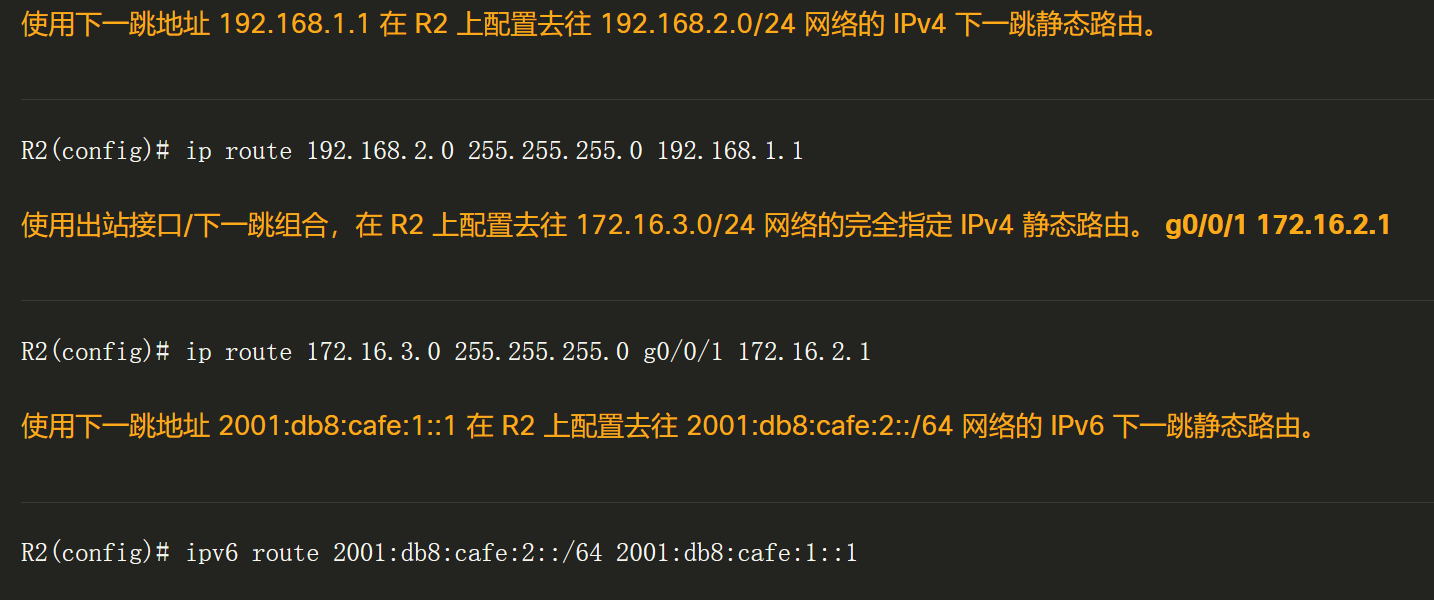 使用下一跳地址 192.168.1.1 在 R2 上配置去往 192.168.2.0/24 网络的 IPv4 下一跳静态路由。
R2(config)# ip route 192.168.2.0 255.255.255.0 192.168.1.1
使用出站接口/下一跳组合，在 R2 上配置去往 172.16.3.0/24 网络的完全指定 IPv4 静态路由。 g0/0/1 172.16.2.1
R2(config)# ip route 172.16.3.0 255.255.255.0 g0/0/1 172.16.2.1
使用下一跳地址 2001:db8:cafe:1::1 在 R2 上配置去往 2001:db8:cafe:2::/64 网络的 IPv6 下一跳静态路由。
R2(config)# ipv6 route 2001:db8:cafe:2::/64 2001:db8:cafe:1::1